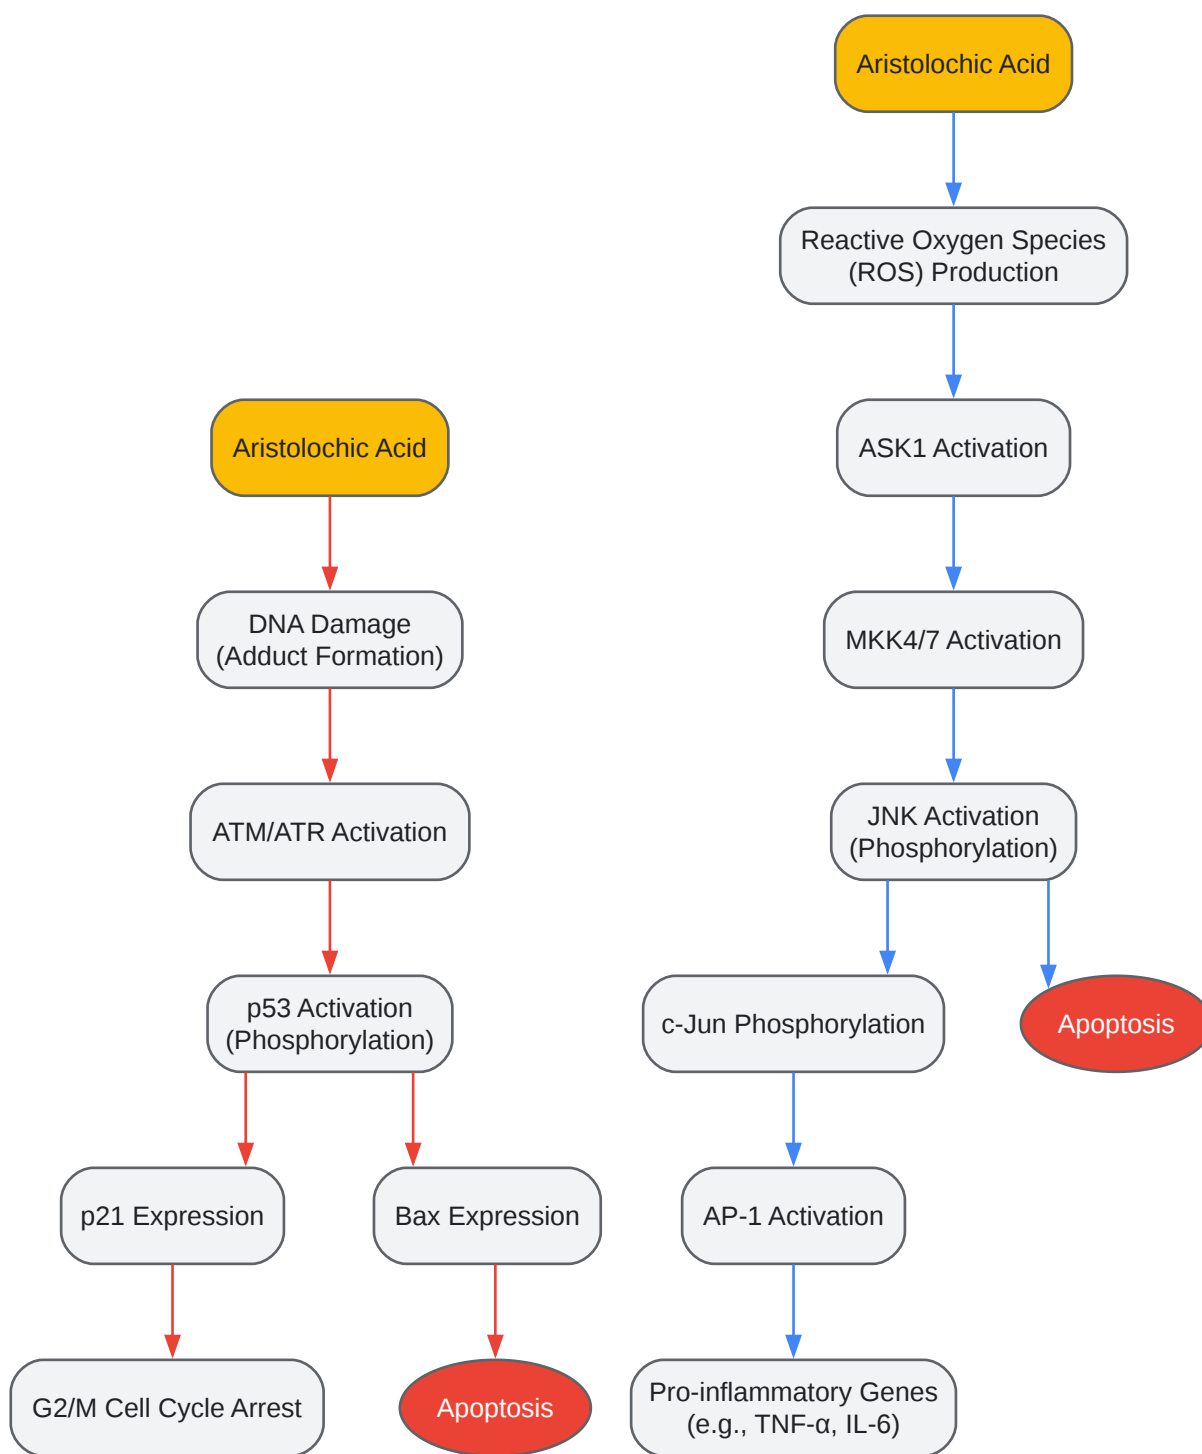 Aristolochic Acid
Reactive Oxygen Species
(ROS) Production
ASK1 Activation
MKK4/7 Activation
JNK Activation
(Phosphorylation)
c-Jun Phosphorylation
Apoptosis
AP-1 Activation
Pro-inflammatory Genes
(e.g., TNF-α, IL-6)
Aristolochic Acid
DNA Damage
(Adduct Formation)
ATM/ATR Activation
p53 Activation
(Phosphorylation)
p21 Expression
Bax Expression
G2/M Cell Cycle Arrest
Apoptosis